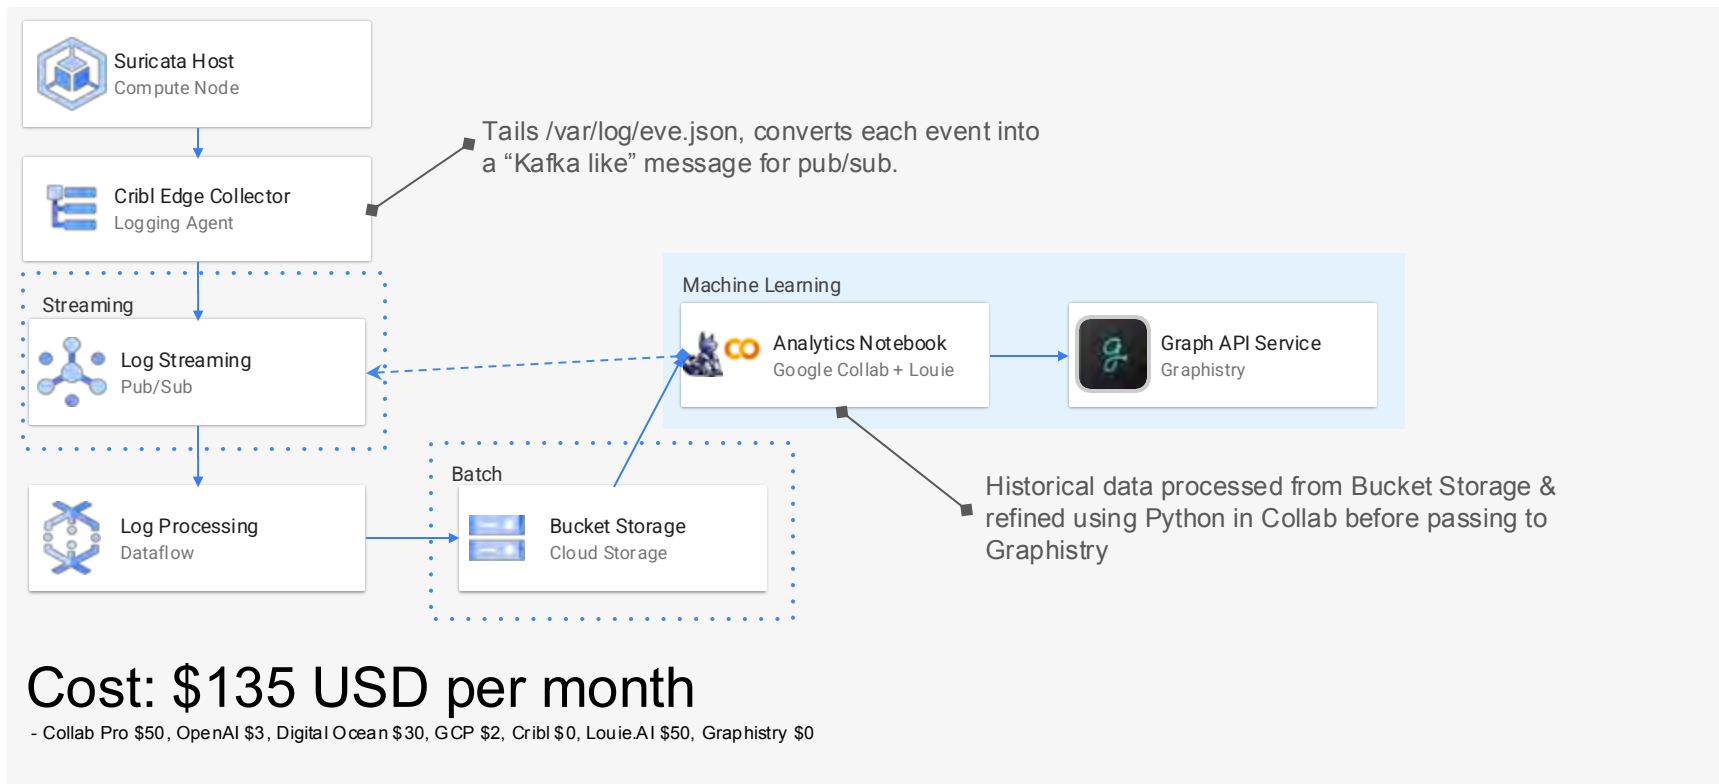 Suricata Host
Compute Node
Tails /var/log/eve.json, converts each event into
a “Kafka like” message for pub/sub.
Cribl Edge Collector
Logging Agent
Streaming
Log Streaming
Pub/Sub
Machine Learning
Analytics Notebook
Google Collab + Louie
Graph API Service
Graphistry
Batch
Log Processing
Dataflow
Bucket Storage
Cloud Storage
Historical data processed from Bucket Storage &
refined using Python in Collab before passing to
Graphistry
Cost: $135 USD per month
- Collab Pro $50, OpenAI $3, Digital Ocean $30, GCP $2, Cribl $0, Louie.AI $50, Graphistry $0